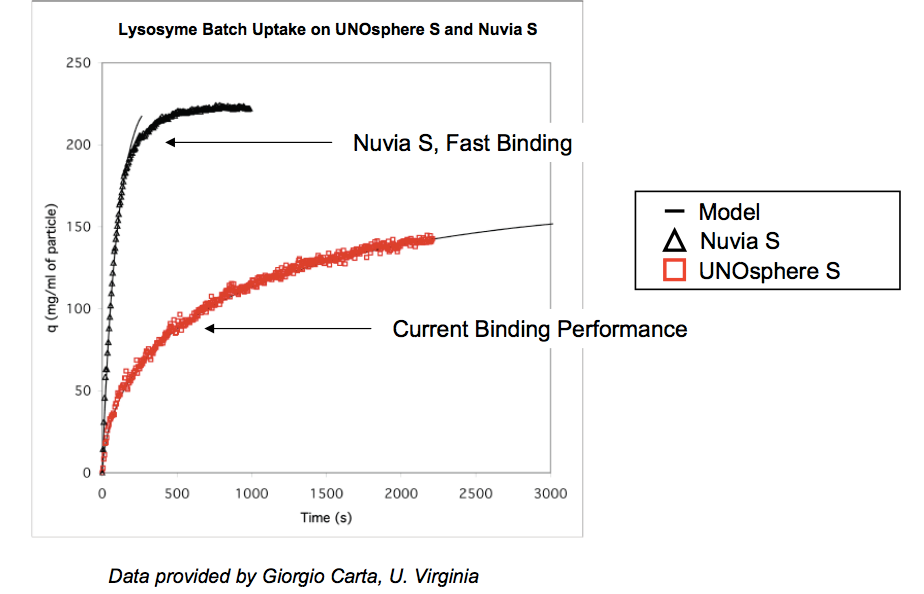 Lysosyme Batch Uptake on UNOsphere S and Nuvia S
250
200
150
100
50
0
q (mg/ml of particle)
Nuvia S, Fast Binding
Current Binding Performance
0 500 1000 1500 2000 2500 3000
Time (s)
Model
Nuvia S
UNOsphere S
Data provided by Giorgio Carta, U. Virginia